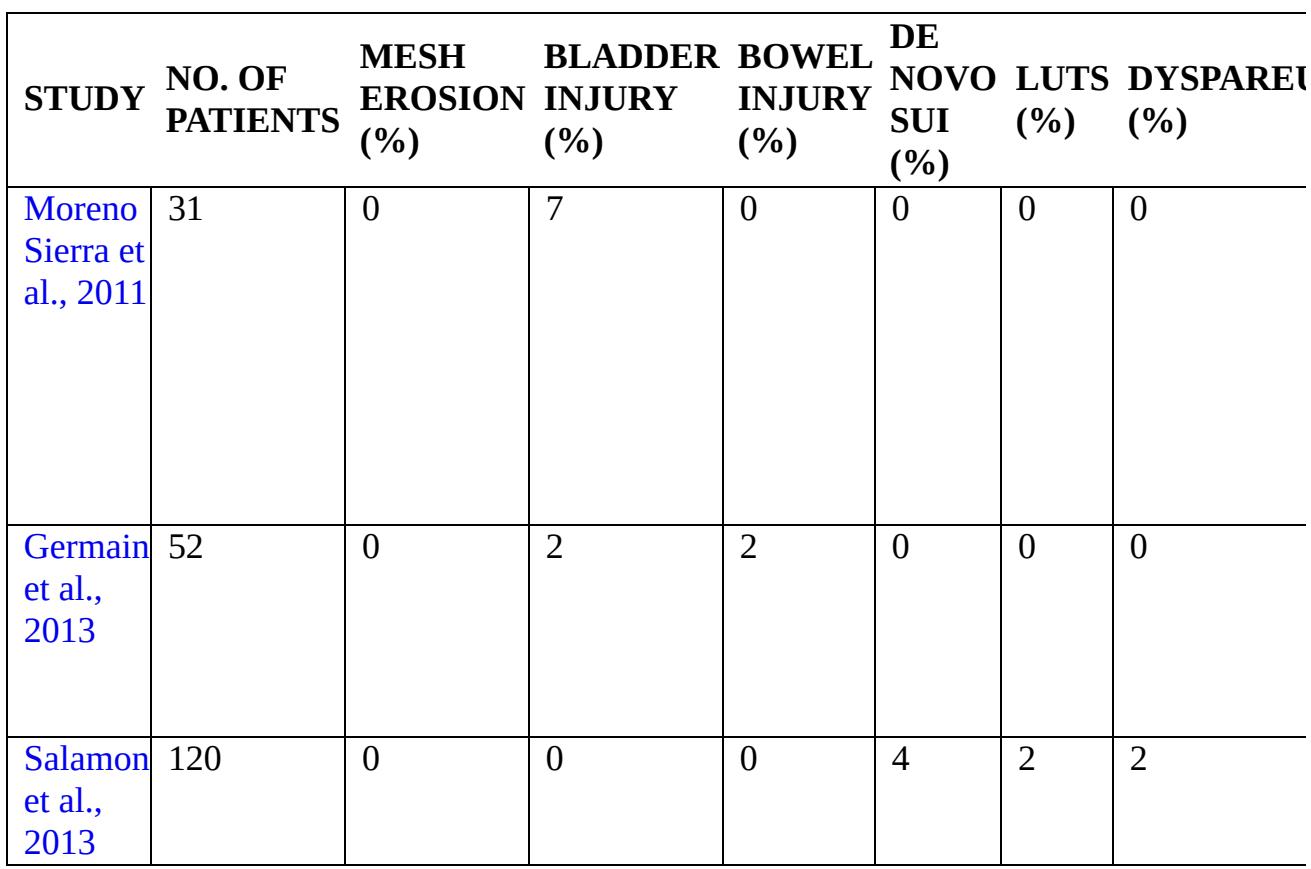 STUDY
NO. OF
PATIENTS
MESH
EROSION
(%)
BLADDER
INJURY
(%)
BOWEL
INJURY
(%)
DE
NOVO
SUI
(%)
LUTS
(%)
DYSPAREU
(%)
Moreno
Sierra et
al., 2011
31
0
7
0
0
0
0
Germain
et al.,
2013
52
0
2
2
0
0
0
Salamon
et al.,
2013
120
0
0
0
4
2
2